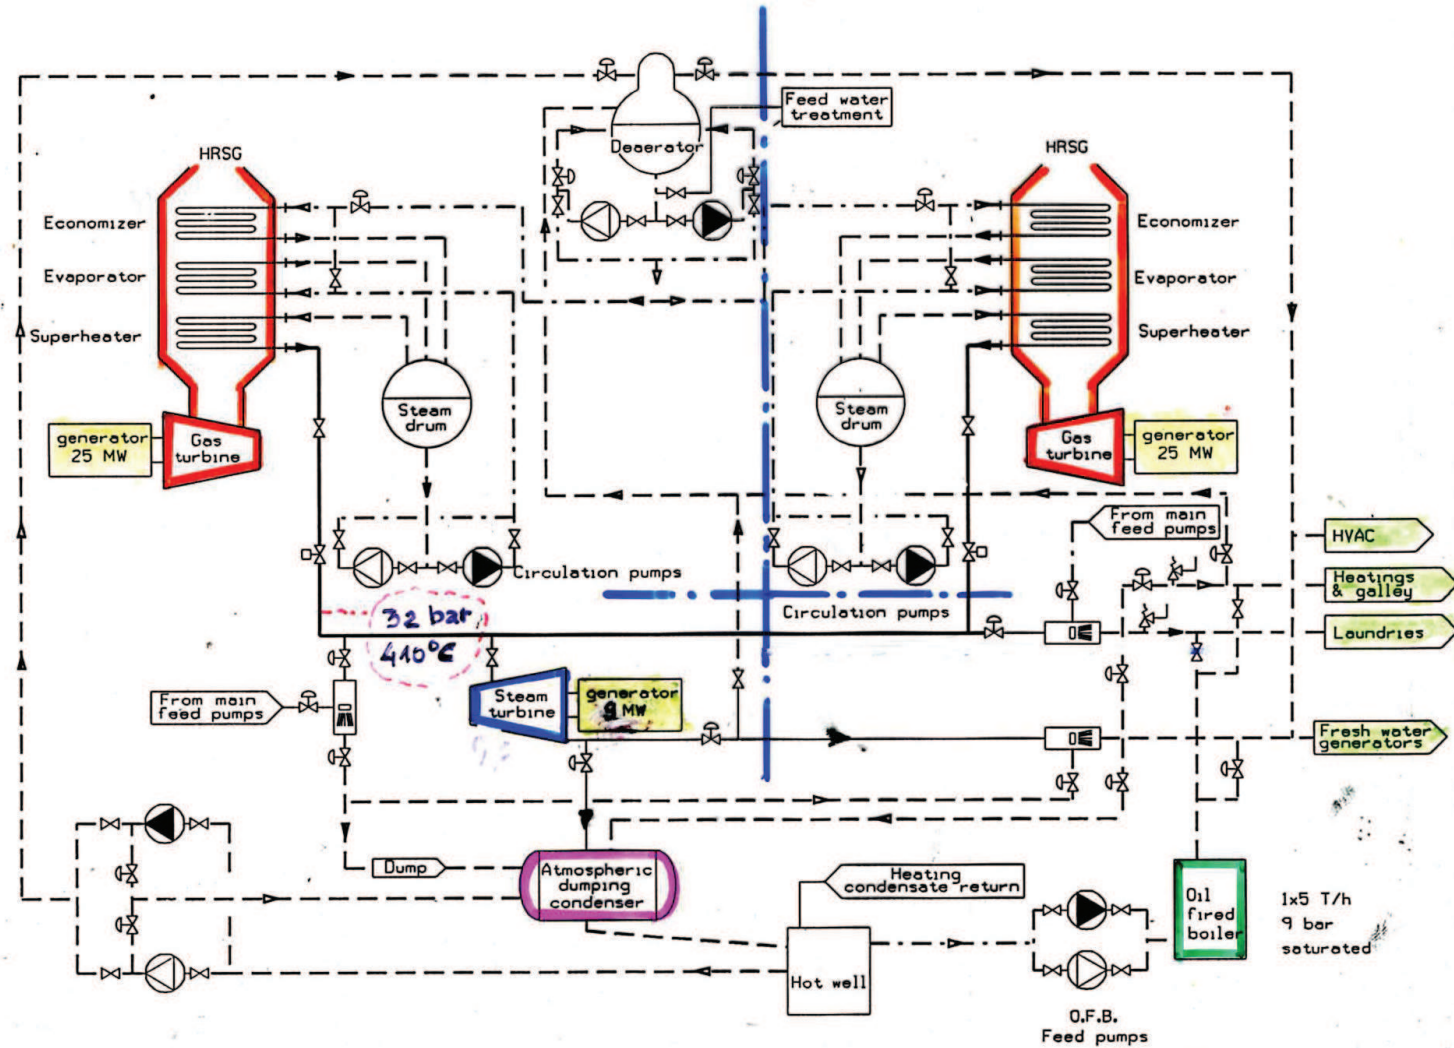 Feed water
treatment
Deaerator
HRSG
HRSG
Economizer
Evaporator
Superheater
Economizer
Evaporator
Superheater
Steam
drum
Steam
drum
generator
25 MW
Gas
turbine
Gas
turbine
generator
25 MW
From main
feed pumps
HVAC
Heatings
& galley
Laundries
Fresh water
generators
Circulation pumps
Circulation pumps
32 bar
410°C
From main
feed pumps
Steam
turbine
generator
9 MW
Dump
Atmospheric
dumping
condenser
Heating
condensate return
Hot well
Oil
fired
boiler
1x5 T/h
9 bar
saturated
O.F.B.
Feed pumps